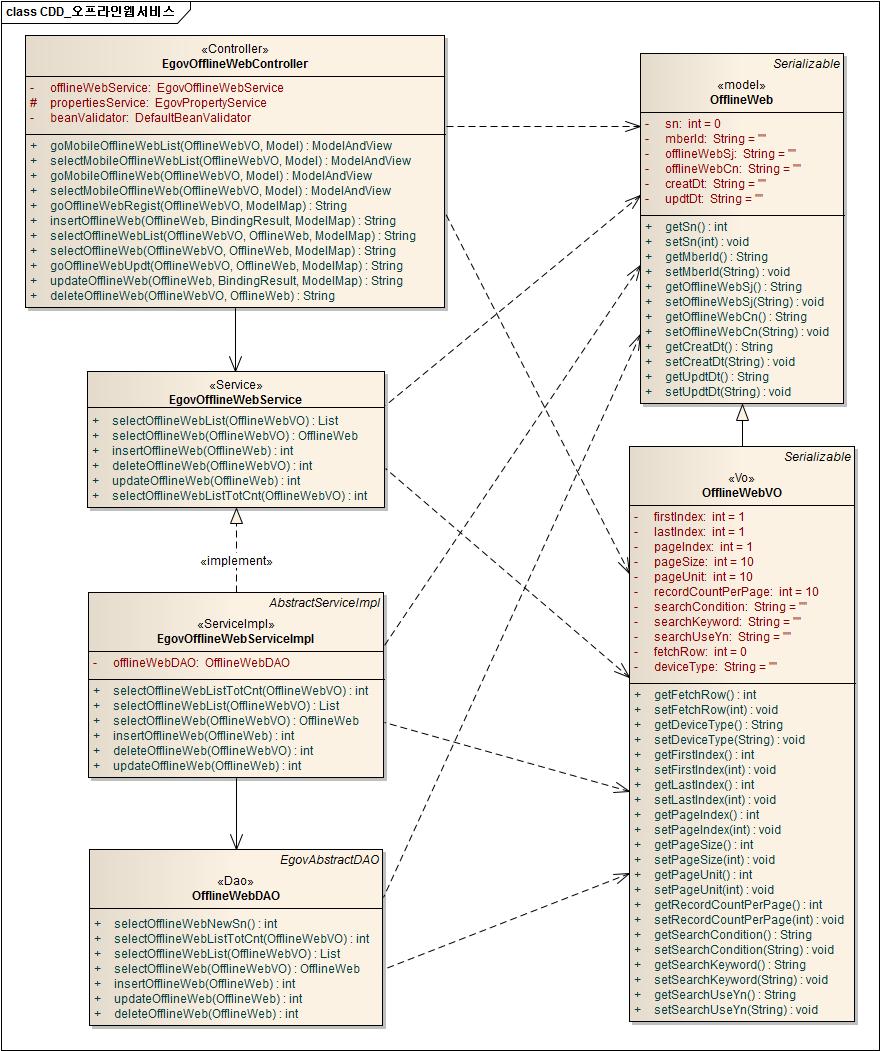 class CDD_오프라인웹서비스
«Controller»
EgovOfflineWebController
- offlineWebService: EgovOfflineWebService
# propertiesService: EgovPropertyService
- beanValidator: DefaultBeanValidator
+ goMobileOfflineWebList(OfflineWebVO, Model) : ModelAndView
+ selectMobileOfflineWebList(OfflineWebVO, Model) : ModelAndView
+ goMobileOfflineWeb(OfflineWebVO, Model) : ModelAndView
+ selectMobileOfflineWeb(OfflineWebVO, Model) : ModelAndView
+ goOfflineWebRegist(OfflineWebVO, ModelMap) : String
+ insertOfflineWeb(OfflineWeb, BindingResult, ModelMap) : String
+ selectOfflineWebList(OfflineWebVO, OfflineWeb, ModelMap) : String
+ selectOfflineWeb(OfflineWebVO, OfflineWeb, ModelMap) : String
+ goOfflineWebUpdt(OfflineWebVO, OfflineWeb, ModelMap) : String
+ updateOfflineWeb(OfflineWeb, BindingResult, ModelMap) : String
+ deleteOfflineWeb(OfflineWebVO, OfflineWeb) : String
«Service»
EgovOfflineWebService
+ selectOfflineWebList(OfflineWebVO) : List
+ selectOfflineWeb(OfflineWebVO) : OfflineWeb
+ insertOfflineWeb(OfflineWeb) : int
+ deleteOfflineWeb(OfflineWebVO) : int
+ updateOfflineWeb(OfflineWeb) : int
+ selectOfflineWebListTotCnt(OfflineWebVO) : int
«implement»
AbstractServiceImpl
«ServiceImpl»
EgovOfflineWebServiceImpl
- offlineWebDAO: OfflineWebDAO
+ selectOfflineWebListTotCnt(OfflineWebVO) : int
+ selectOfflineWebList(OfflineWebVO) : List
+ selectOfflineWeb(OfflineWebVO) : OfflineWeb
+ insertOfflineWeb(OfflineWeb) : int
+ deleteOfflineWeb(OfflineWebVO) : int
+ updateOfflineWeb(OfflineWeb) : int
EgovAbstractDAO
«Dao»
OfflineWebDAO
+ selectOfflineWebNewSn() : int
+ selectOfflineWebListTotCnt(OfflineWebVO) : int
+ selectOfflineWebList(OfflineWebVO) : List
+ selectOfflineWeb(OfflineWebVO) : OfflineWeb
+ insertOfflineWeb(OfflineWeb) : int
+ updateOfflineWeb(OfflineWeb) : int
+ deleteOfflineWeb(OfflineWeb) : int
Serializable
«model»
OfflineWeb
- sn: int = 0
- mberId: String = ""
- offlineWebSj: String = ""
- offlineWebCn: String = ""
- creatDt: String = ""
- updtDt: String = ""
+ getSn() : int
+ setSn(int) : void
+ getMberId() : String
+ setMberId(String) : void
+ getOfflineWebSj() : String
+ setOfflineWebSj(String) : void
+ getOfflineWebCn() : String
+ setOfflineWebCn(String) : void
+ getCreatDt() : String
+ setCreatDt(String) : void
+ getUpdtDt() : String
+ setUpdtDt(String) : void
Serializable
«Vo»
OfflineWebVO
- firstIndex: int = 1
- lastIndex: int = 1
- pageIndex: int = 1
- pageSize: int = 10
- pageUnit: int = 10
- recordCountPerPage: int = 10
- searchCondition: String = ""
- searchKeyword: String = ""
- searchUseYn: String = ""
- fetchRow: int = 0
- deviceType: String = ""
+ getFetchRow() : int
+ setFetchRow(int) : void
+ getDeviceType() : String
+ setDeviceType(String) : void
+ getFirstIndex() : int
+ setFirstIndex(int) : void
+ getLastIndex() : int
+ setLastIndex(int) : void
+ getPageIndex() : int
+ setPageIndex(int) : void
+ getPageSize() : int
+ setPageSize(int) : void
+ getPageUnit() : int
+ setPageUnit(int) : void
+ getRecordCountPerPage() : int
+ setRecordCountPerPage(int) : void
+ getSearchCondition() : String
+ setSearchCondition(String) : void
+ getSearchKeyword() : String
+ setSearchKeyword(String) : void
+ getSearchUseYn() : String
+ setSearchUseYn(String) : void